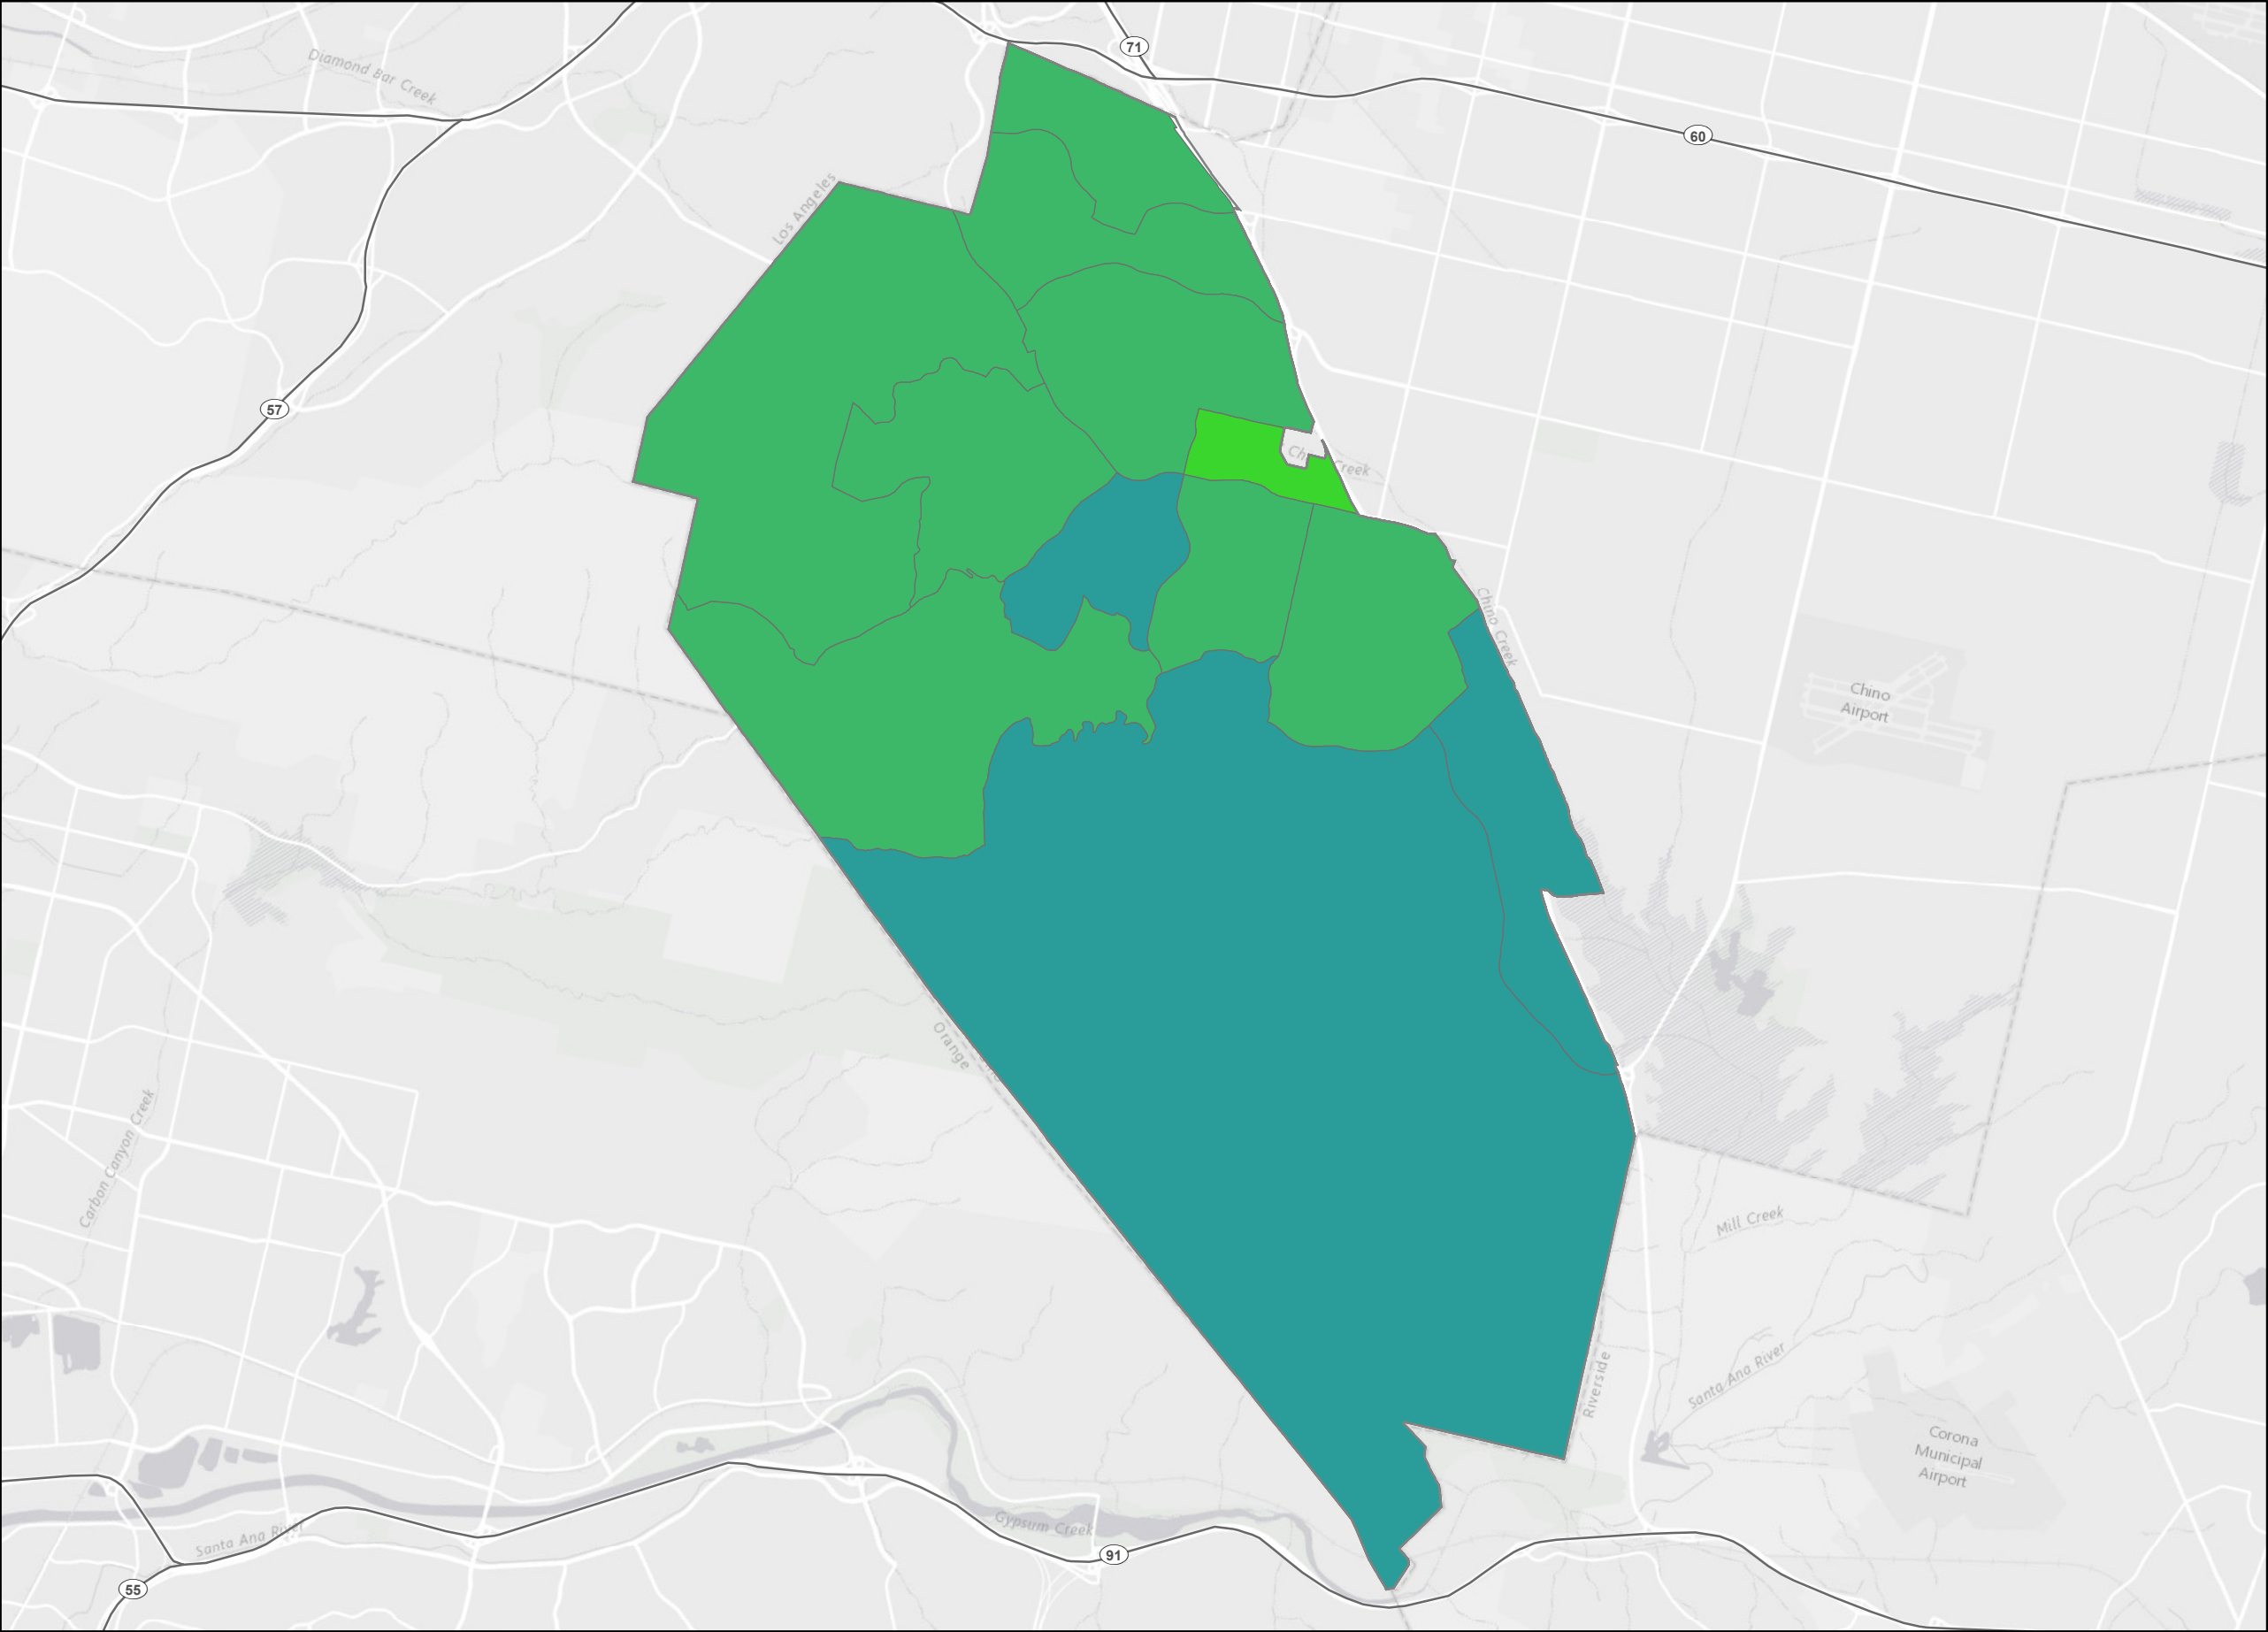 71
Diamond Bar Creek
60
Los Angeles
57
Creek
Chino Creek
Chino
Airport
Orange
Carbon Canyon Creek
Mill Creek
Riverside
Santa Ana River
Corona
Municipal
Airport
Gypsum Creek
Santa Ana River
91
55